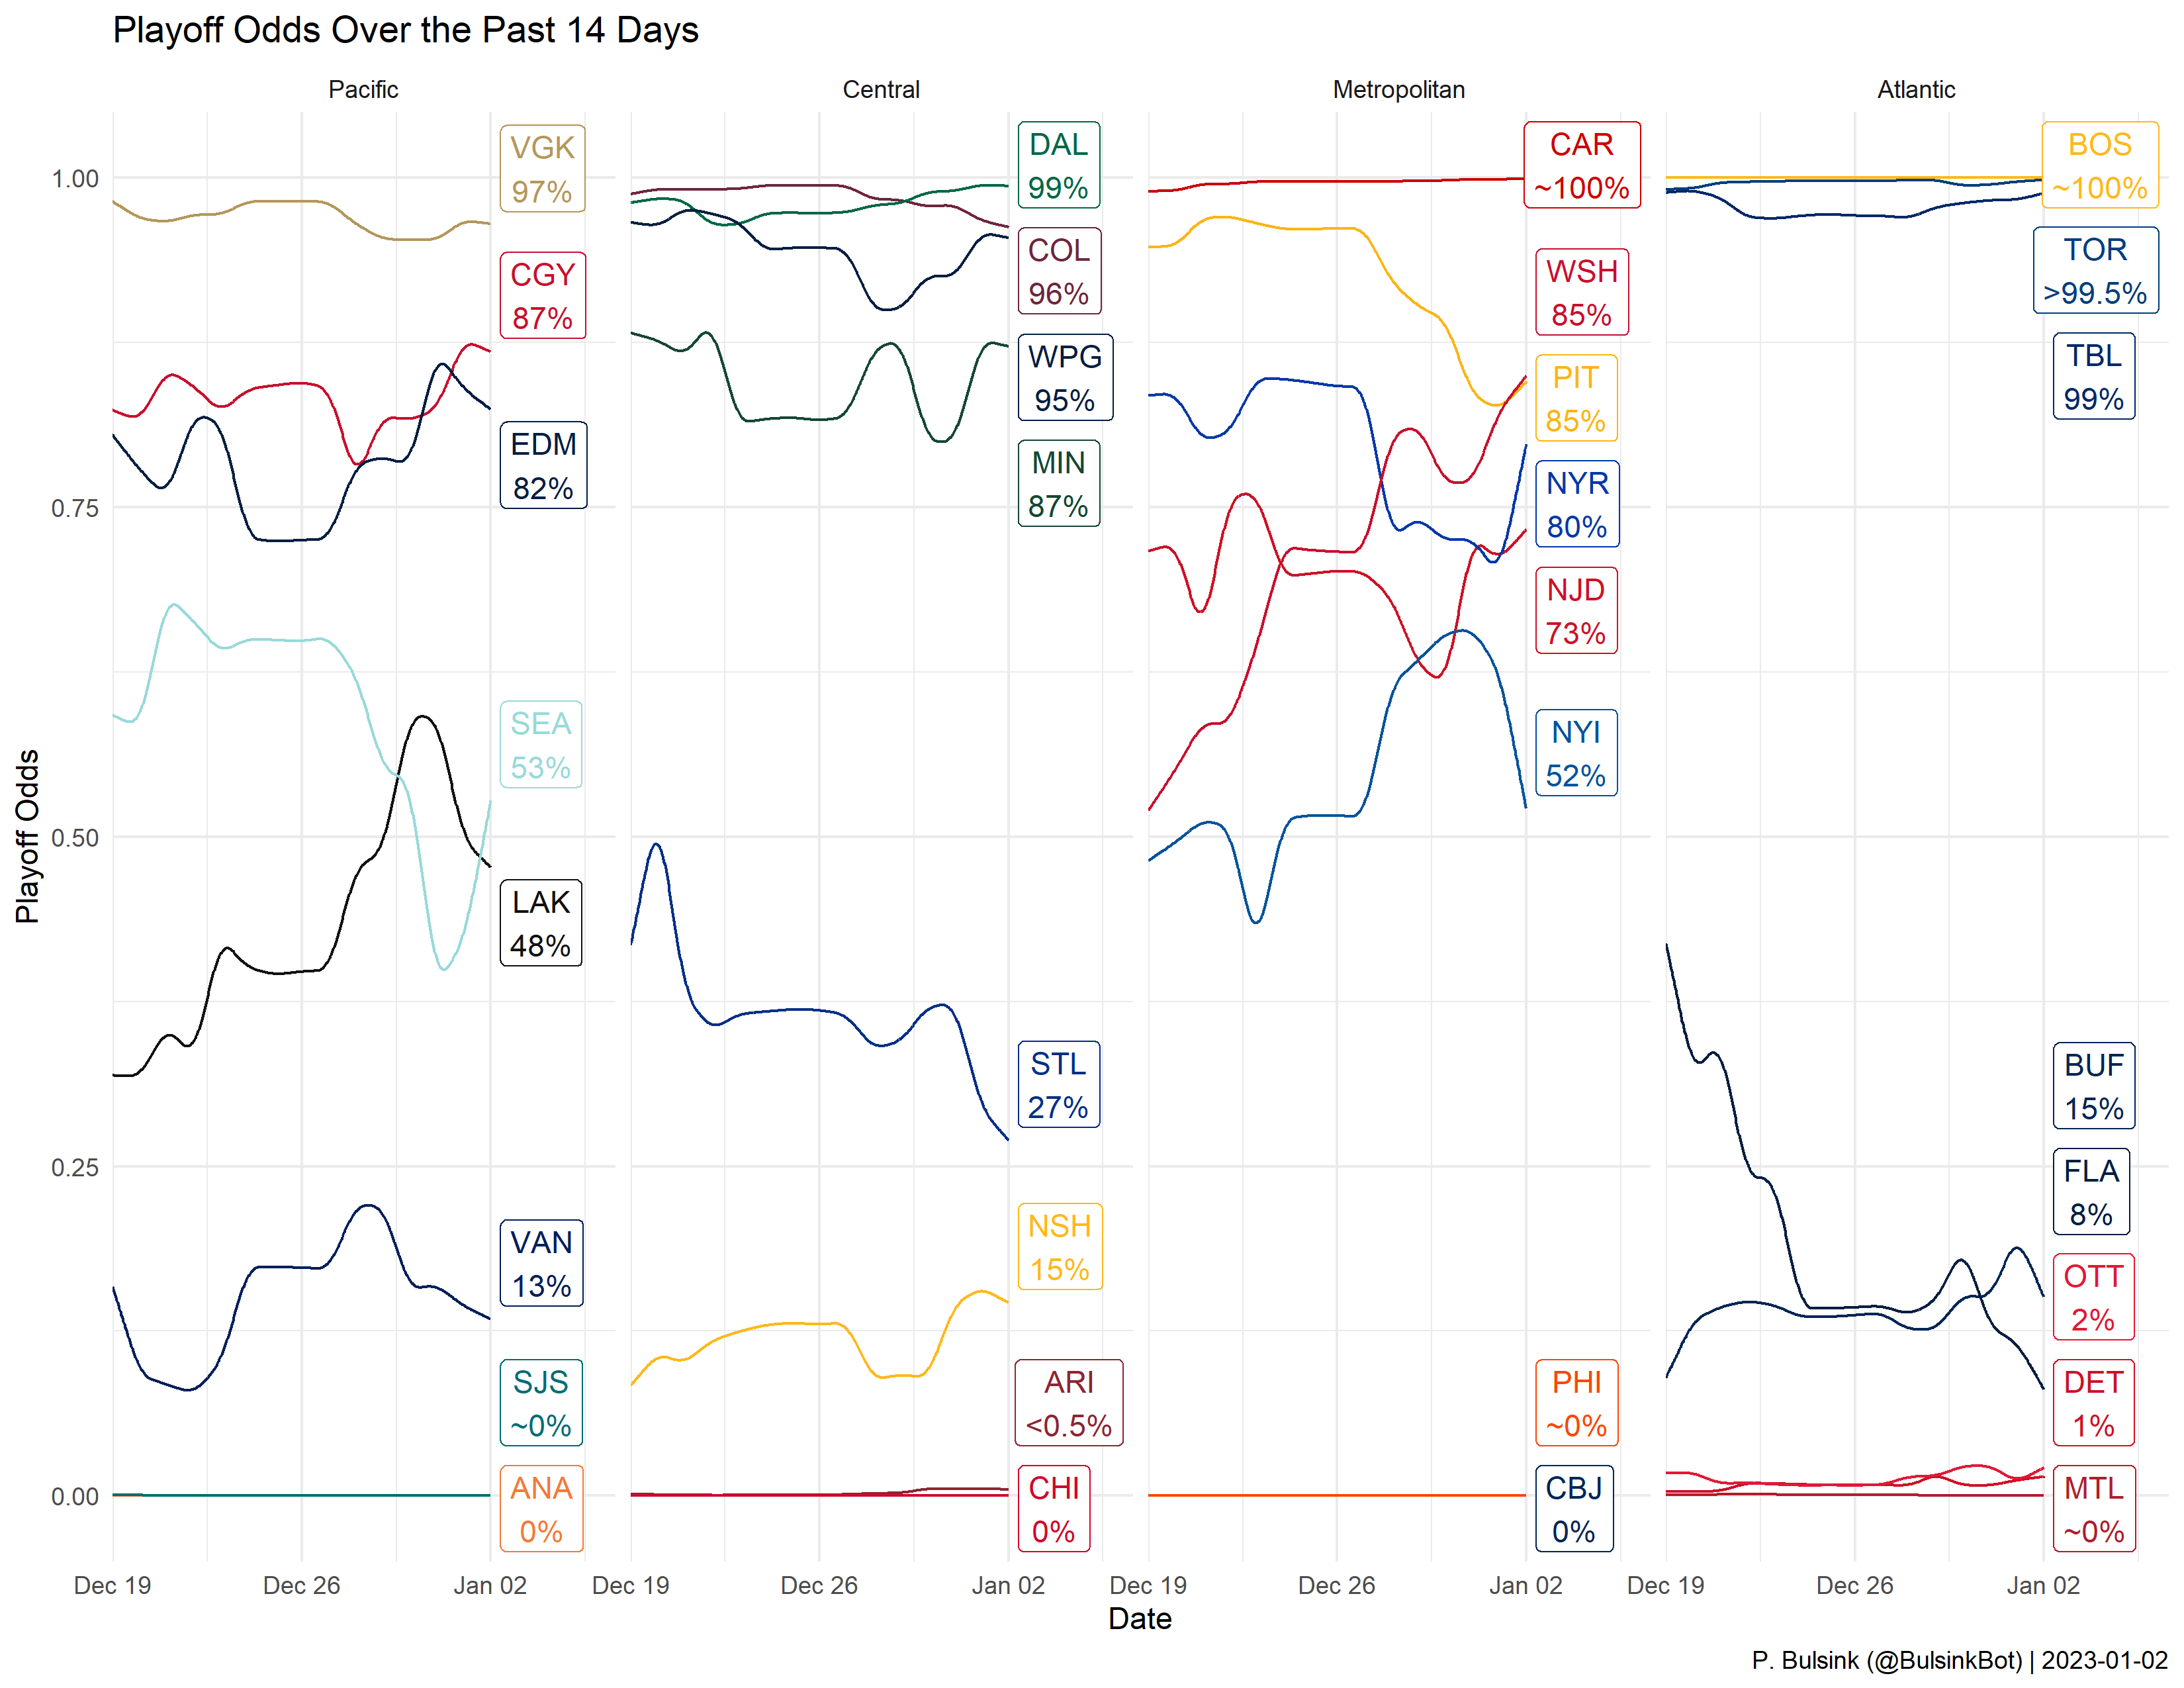 Playoff Odds Over the Past 14 Days
Pacific
Central
Metropolitan
Atlantic
Playoff Odds
1.00
0.75
0.50
0.25
0.00
VGK
97%
CGY
87%
EDM
82%
SEA
53%
LAK
48%
VAN
13%
SJS
~0%
ANA
0%
DAL
99%
COL
96%
WPG
95%
MIN
87%
STL
27%
NSH
15%
ARI
<0.5%
CHI
0%
CAR
~100%
WSH
85%
PIT
85%
NYR
80%
NJD
73%
NYI
52%
PHI
~0%
CBJ
0%
BOS
~100%
TOR
>99.5%
TBL
99%
BUF
15%
FLA
8%
OTT
2%
DET
1%
MTL
~0%
Dec 19
Dec 26
Jan 02
Dec 19
Dec 26
Jan 02
Dec 19
Dec 26
Jan 02
Dec 19
Dec 26
Jan 02
Date
P. Bulsink (@BulsinkBot) | 2023-01-02